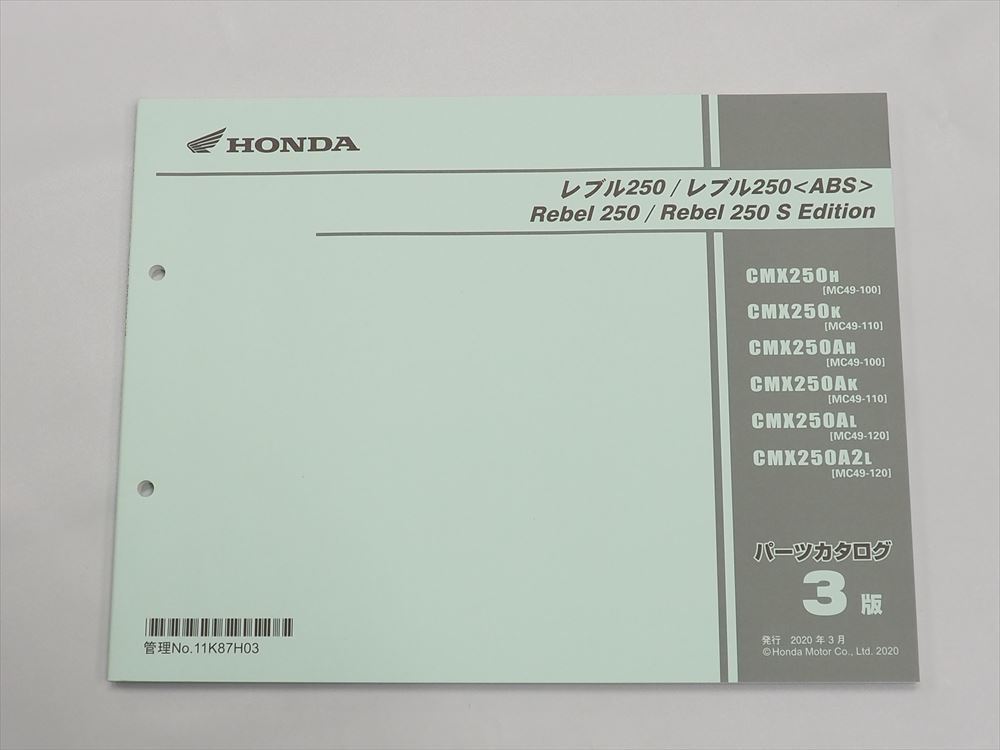 HONDA
レブル250 / レブル250<ABS>
Rebel 250 / Rebel 250 S Edition
CMX250H
[MC49-100]
CMX250K
[MC49-110]
CMX250AH
[MC49-100]
CMX250AK
[MC49-110]
CMX250AL
[MC49-120]
CMX250A2L
[MC49-120]
パーツカタログ
3版
発行 2020年3月
©Honda Motor Co., Ltd. 2020
管理No.11K87H03